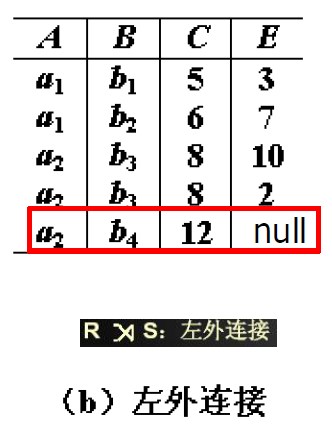 A B C E
a₁ b₁ 5 3
a₁ b₂ 6 7
a₂ b₃ 8 10
a₂ b₃ 8 2
a₂ b₄ 12 null
R ⟕ S: 左外连接
（b）左外连接